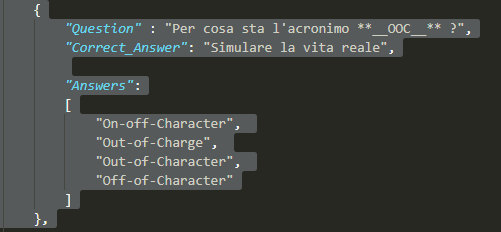 {
"Question" : "Per cosa sta l'acronimo **__OOC__** ?",
"Correct_Answer": "Simulare la vita reale",
"Answers":
[
"On-off-Character",
"Out-of-Charge",
"Out-of-Character",
"Off-of-Character"
]
},